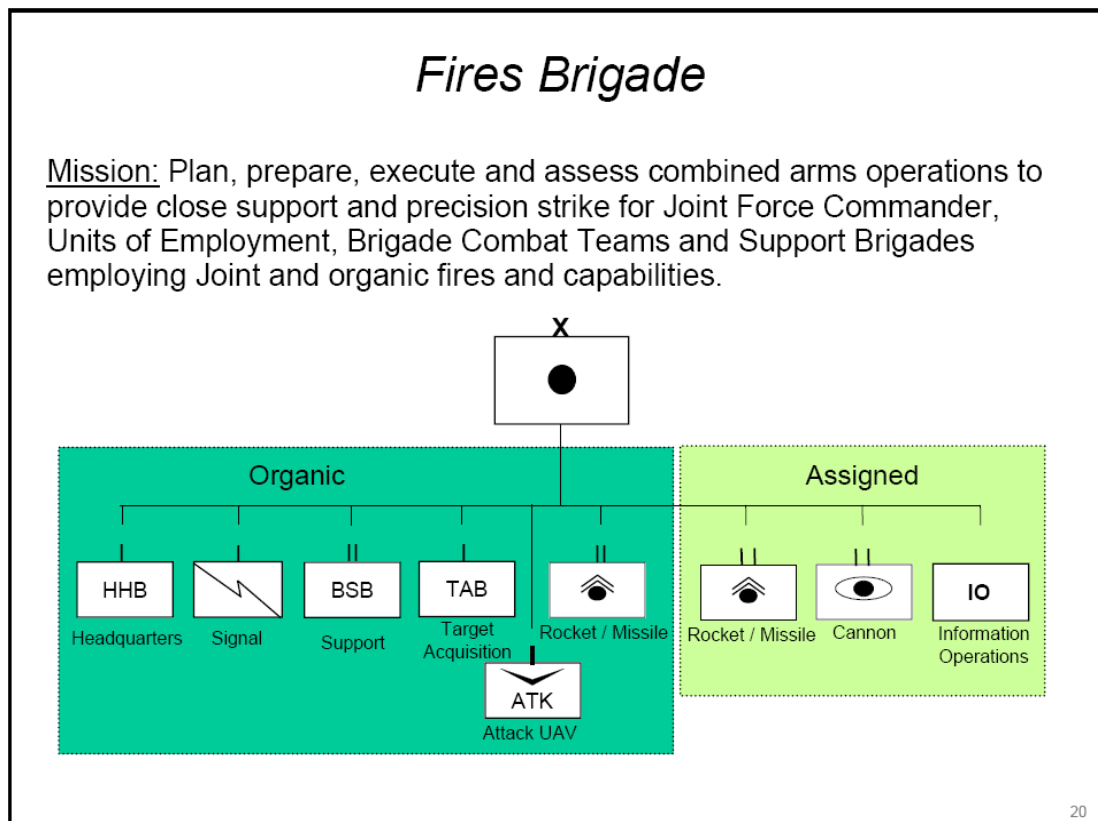 Fires Brigade
Mission: Plan, prepare, execute and assess combined arms operations to
provide close support and precision strike for Joint Force Commander,
Units of Employment, Brigade Combat Teams and Support Brigades
employing Joint and organic fires and capabilities.
X
Organic
Assigned
I
HHB
Headquarters
I
Signal
II
BSB
Support
I
TAB
Target
Acquisition
II
Rocket / Missile
I
ATK
Attack UAV
II
Rocket / Missile
II
Cannon
IO
Information
Operations
20